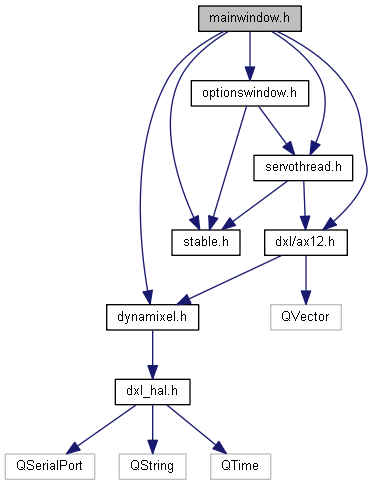 mainwindow.h
optionswindow.h
servothread.h
stable.h
dxl/ax12.h
dynamixel.h
QVector
dxl_hal.h
QSerialPort
QString
QTime